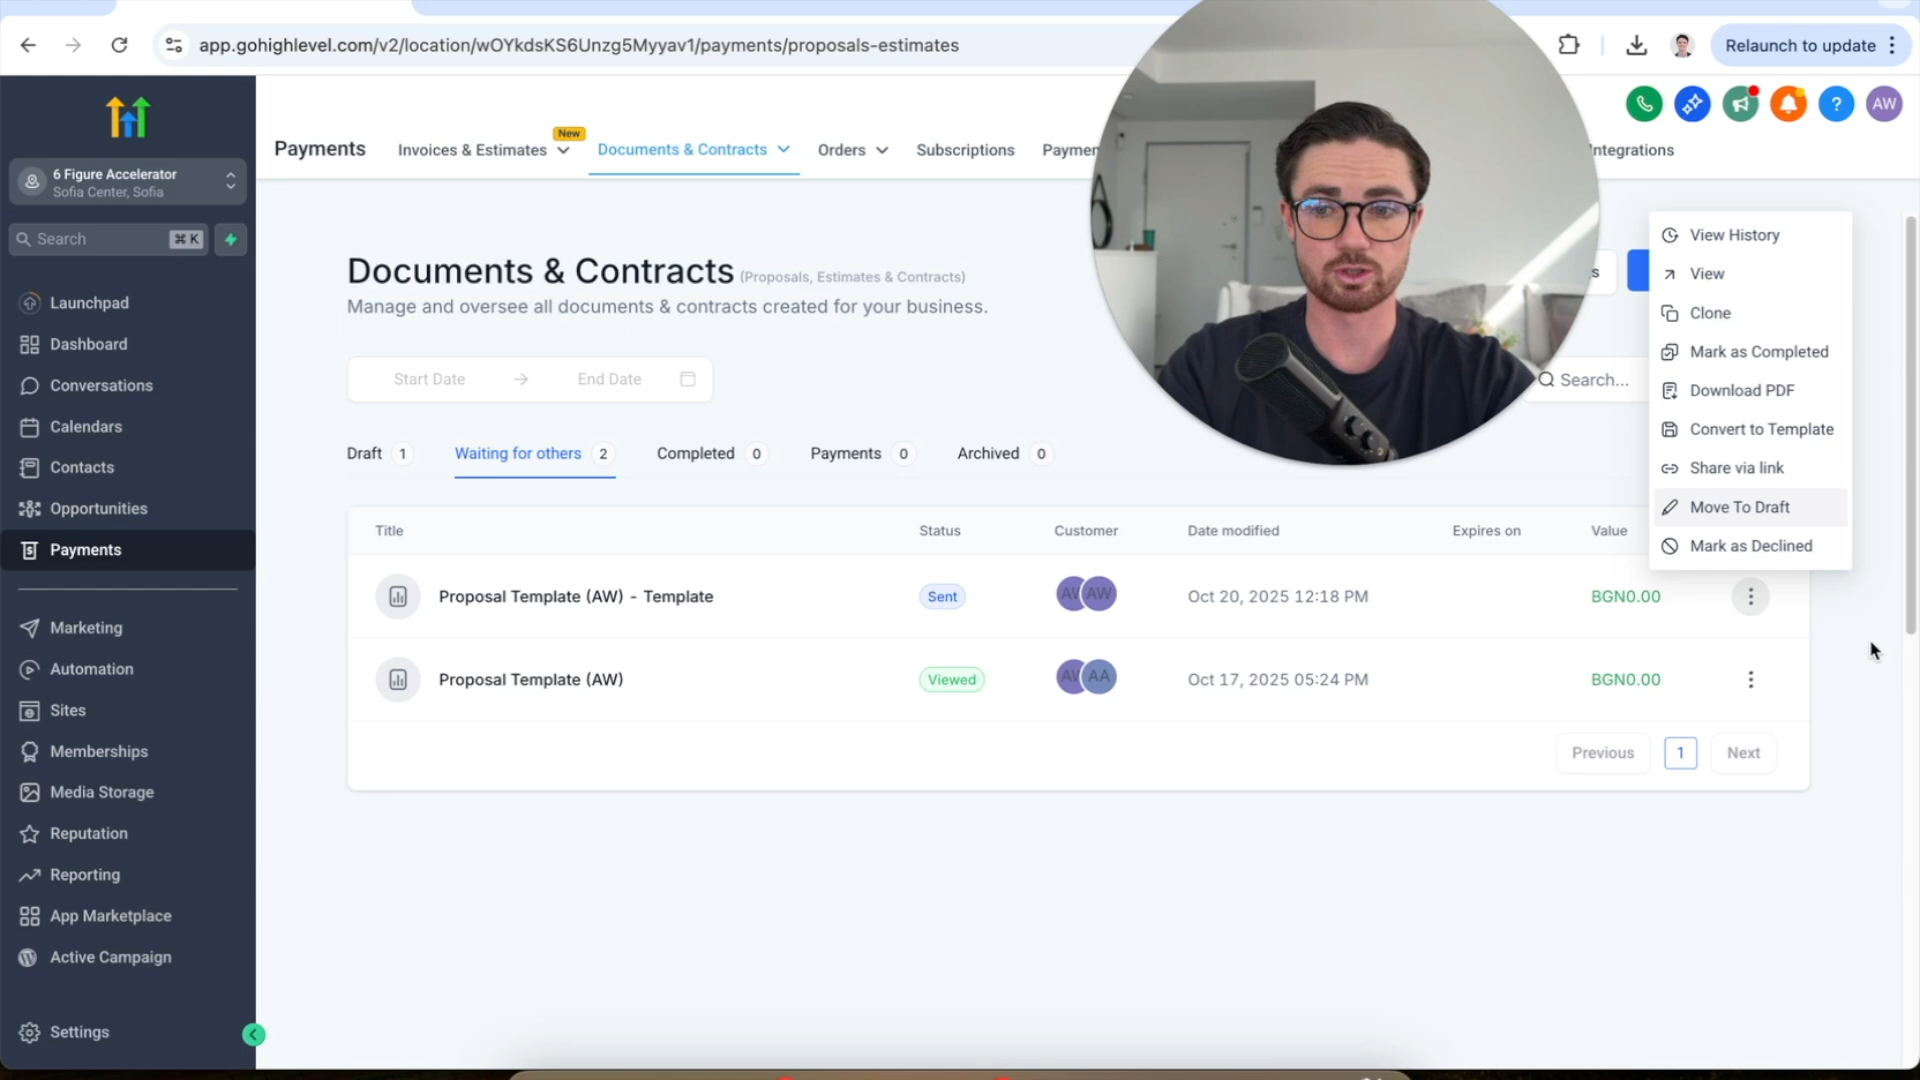 app.gohighlevel.com/v2/location/wOYkdsKS6Unzg5Myyav1/payments/proposals-estimates
Relaunch to update
AW
6 Figure Accelerator
Sofia Center, Sofia
Search
⌘ K
Launchpad
Dashboard
Conversations
Calendars
Contacts
Opportunities
Payments
Marketing
Automation
Sites
Memberships
Media Storage
Reputation
Reporting
App Marketplace
Active Campaign
Settings
Payments
Invoices & Estimates
New
Documents & Contracts
Orders
Subscriptions
Integrations
Documents & Contracts (Proposals, Estimates & Contracts)
Manage and oversee all documents & contracts created for your business.
Start Date → End Date
Search...
Draft 1
Waiting for others 2
Completed 0
Payments 0
Archived 0
View History
View
Clone
Mark as Completed
Download PDF
Convert to Template
Share via link
Move To Draft
Mark as Declined
Title Status Customer Date modified Expires on Value
Proposal Template (AW) - Template Sent AW Oct 20, 2025 12:18 PM BGN0.00
Proposal Template (AW) Viewed AA Oct 17, 2025 05:24 PM BGN0.00
Previous 1 Next